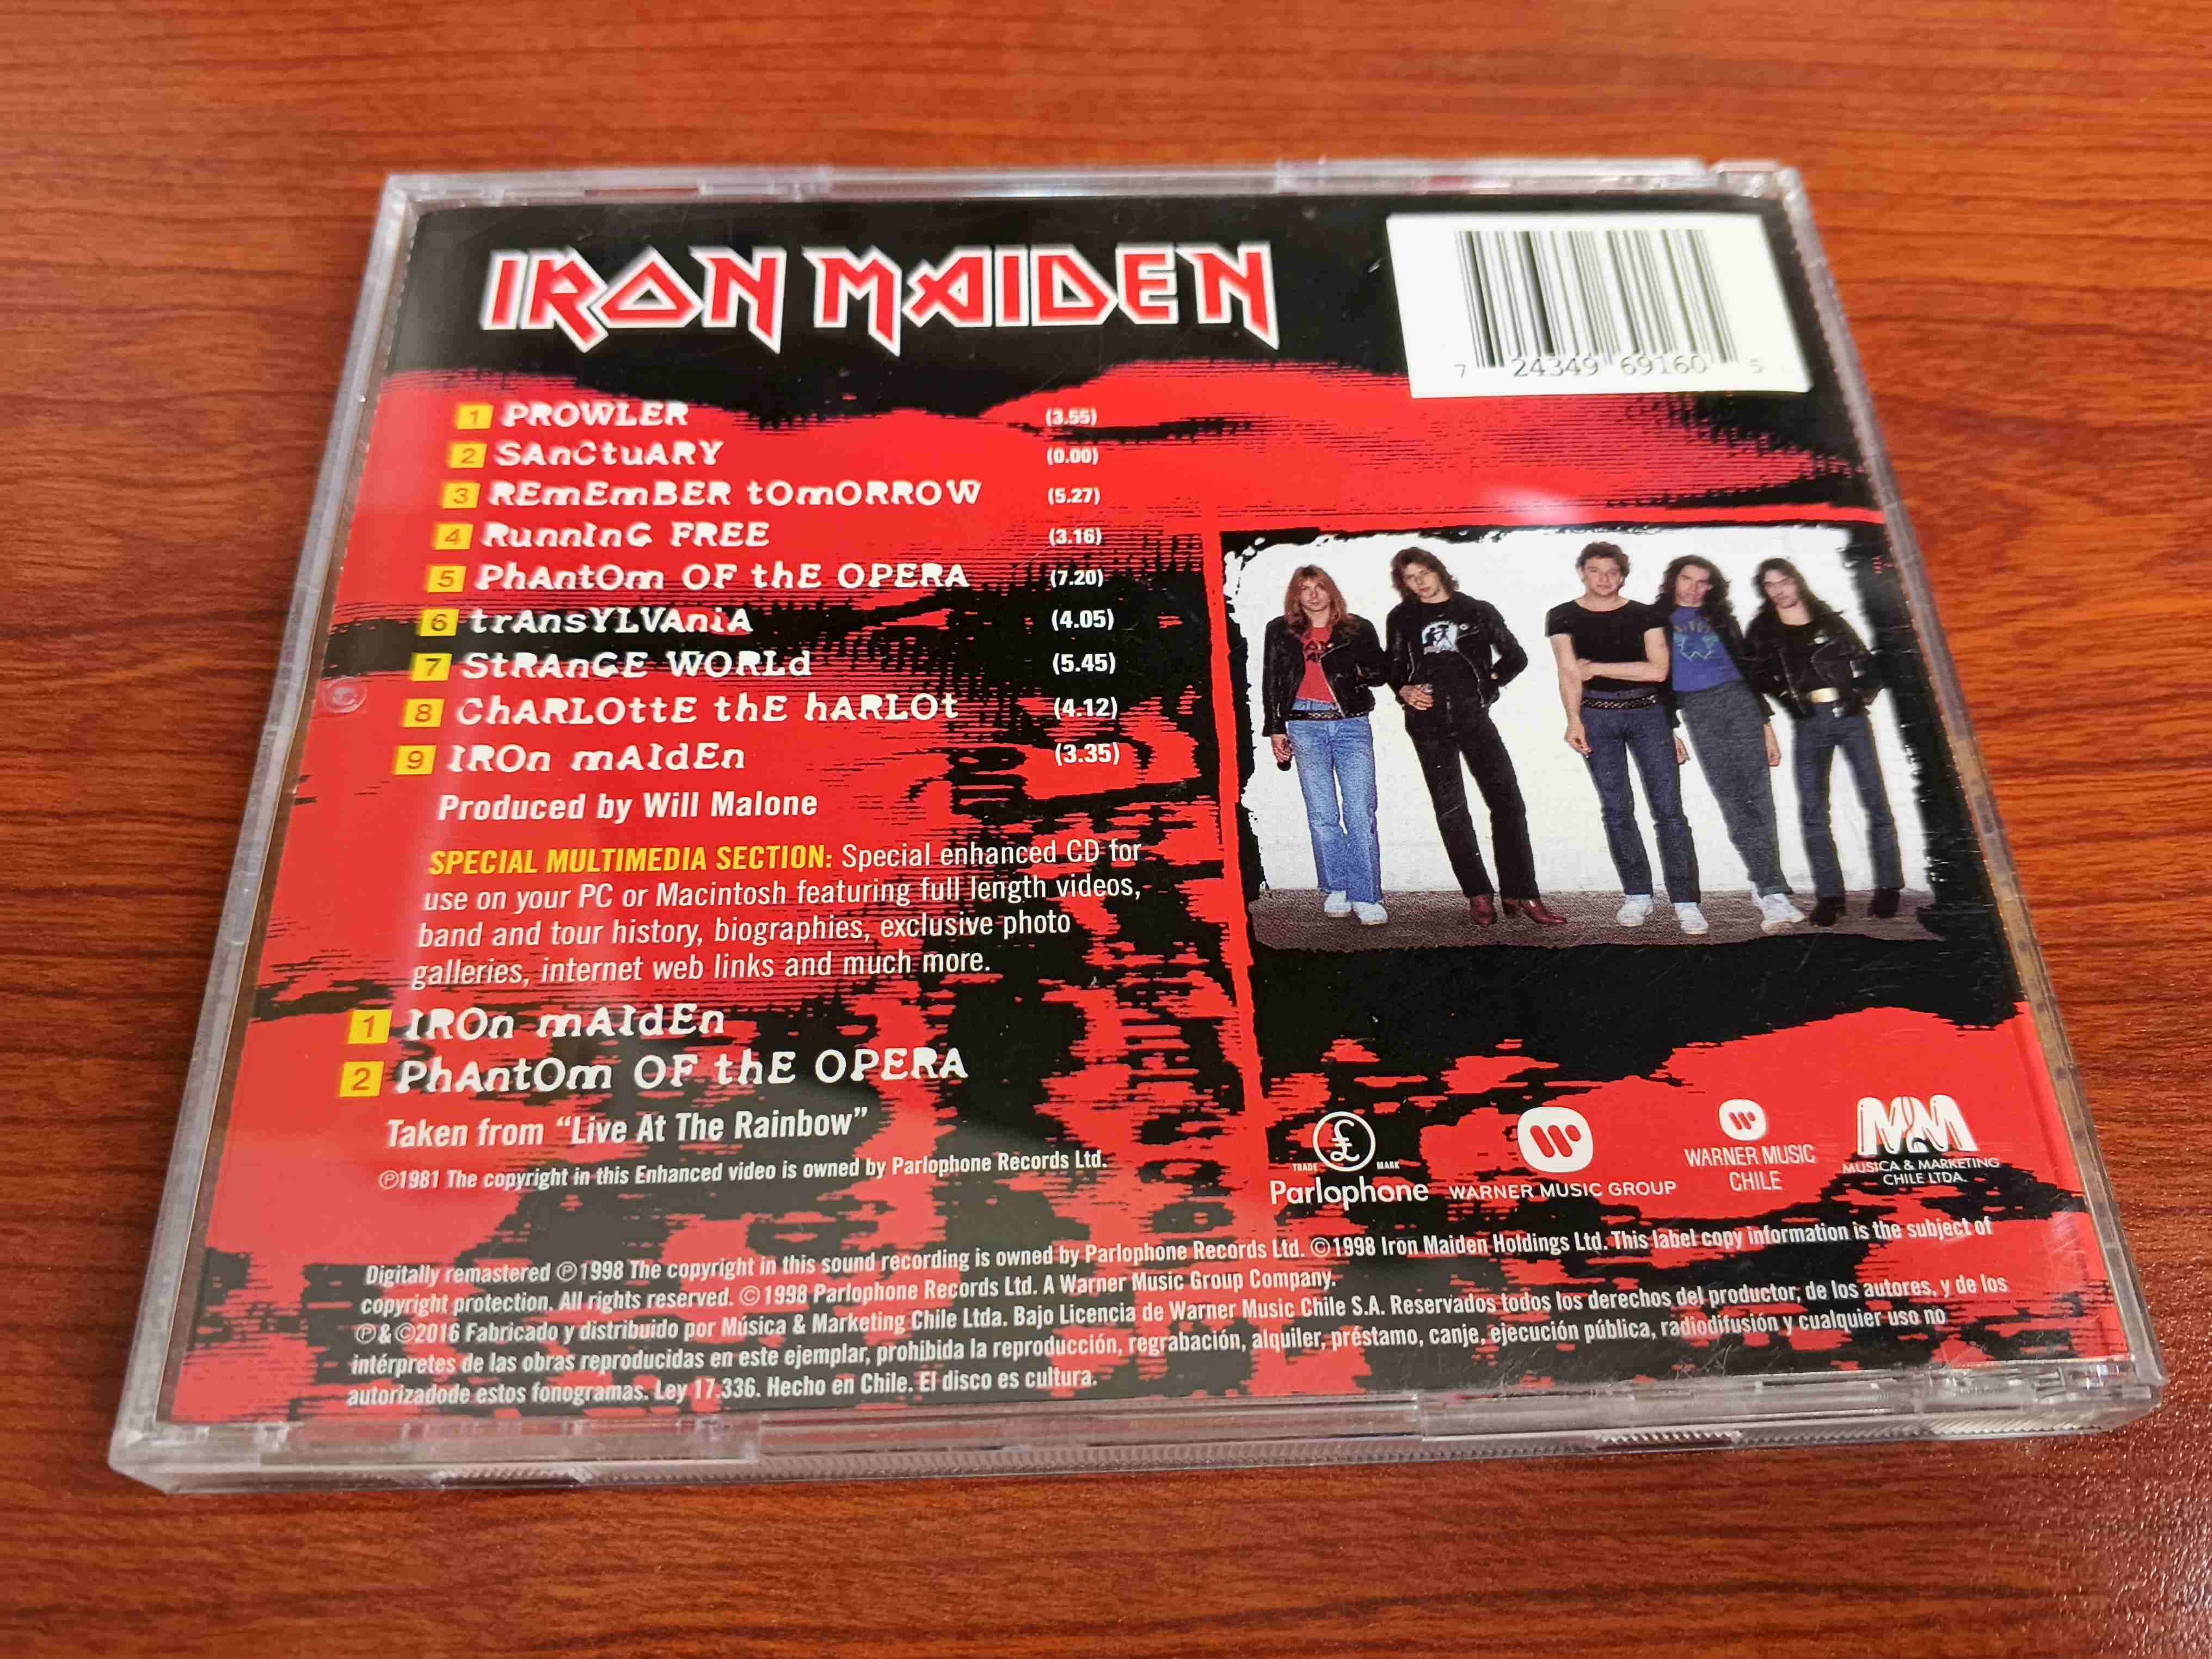 IRON MAIDEN
7 24349 69160 5
1 PROWLER (3.55)
2 SAnCtuARY (0.00)
3 REmEmBER tOmORROW (5.27)
4 RunnInG FREE (3.16)
5 PhAntOm OF thE OPERA (7.20)
6 trAnsYLVAniA (4.05)
7 StRAnGE WORLd (5.45)
8 ChARLOttE thE hARLOt (4.12)
9 IROn mAIdEn (3.35)
Produced by Will Malone
SPECIAL MULTIMEDIA SECTION: Special enhanced CD for
use on your PC or Macintosh featuring full length videos,
band and tour history, biographies, exclusive photo
galleries, internet web links and much more.
1 IROn mAIdEn
2 PhAntOm OF thE OPERA
Taken from “Live At The Rainbow”
℗1981 The copyright in this Enhanced video is owned by Parlophone Records Ltd.
£
TRADE MARK
Parlophone
WARNER MUSIC GROUP
WARNER MUSIC
CHILE
M&M
MUSICA & MARKETING
CHILE LTDA.
Digitally remastered ℗1998 The copyright in this sound recording is owned by Parlophone Records Ltd. ©1998 Iron Maiden Holdings Ltd. This label copy information is the subject of
copyright protection. All rights reserved. ©1998 Parlophone Records Ltd. A Warner Music Group Company.
℗&©2016 Fabricado y distribuido por Música & Marketing Chile Ltda. Bajo Licencia de Warner Music Chile S.A. Reservados todos los derechos del productor, de los autores, y de los
intérpretes de las obras reproducidas en este ejemplar, prohibida la reproducción, regrabación, alquiler, préstamo, canje, ejecución pública, radiodifusión y cualquier uso no
autorizadode estos fonogramas. Ley 17.336. Hecho en Chile. El disco es cultura.